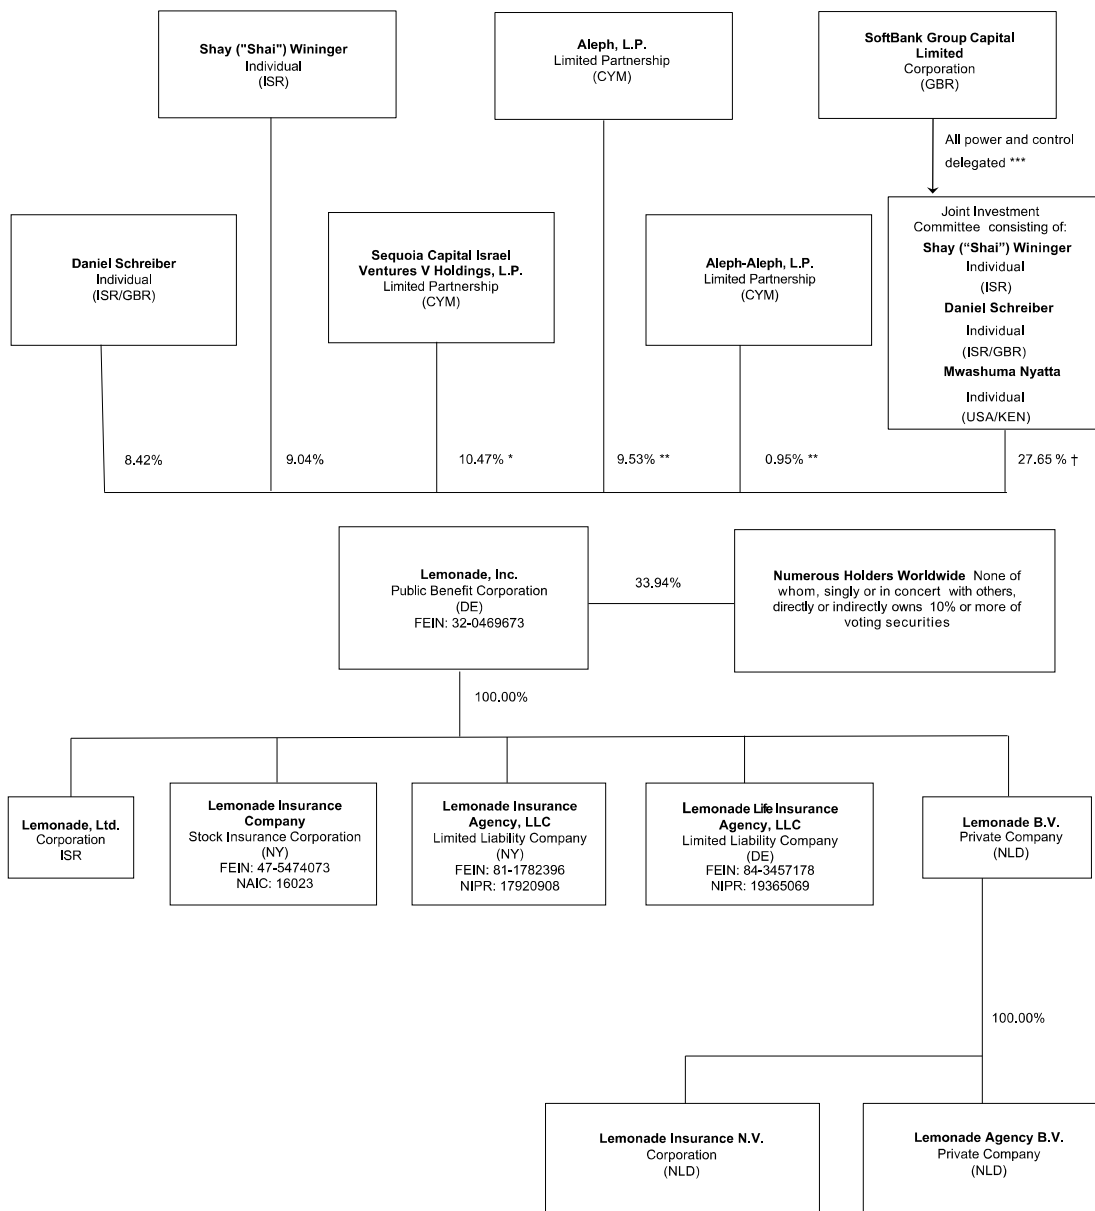 Shay ("Shai") Wininger
Individual
(ISR)
Aleph, L.P.
Limited Partnership
(CYM)
SoftBank Group Capital
Limited
Corporation
(GBR)
All power and control
delegated ***
Daniel Schreiber
Individual
(ISR/GBR)
Sequoia Capital Israel
Ventures V Holdings, L.P.
Limited Partnership
(CYM)
Aleph-Aleph, L.P.
Limited Partnership
(CYM)
Joint Investment
Committee consisting of:
Shay (“Shai”) Wininger
Individual
(ISR)
Daniel Schreiber
Individual
(ISR/GBR)
Mwashuma Nyatta
Individual
(USA/KEN)
8.42%
9.04%
10.47% *
9.53% **
0.95% **
27.65 % †
Lemonade, Inc.
Public Benefit Corporation
(DE)
FEIN: 32-0469673
33.94%
Numerous Holders Worldwide None of
whom, singly or in concert with others,
directly or indirectly owns 10% or more of
voting securities
100.00%
Lemonade, Ltd.
Corporation
ISR
Lemonade Insurance
Company
Stock Insurance Corporation
(NY)
FEIN: 47-5474073
NAIC: 16023
Lemonade Insurance
Agency, LLC
Limited Liability Company
(NY)
FEIN: 81-1782396
NIPR: 17920908
Lemonade Life Insurance
Agency, LLC
Limited Liability Company
(DE)
FEIN: 84-3457178
NIPR: 19365069
Lemonade B.V.
Private Company
(NLD)
100.00%
Lemonade Insurance N.V.
Corporation
(NLD)
Lemonade Agency B.V.
Private Company
(NLD)